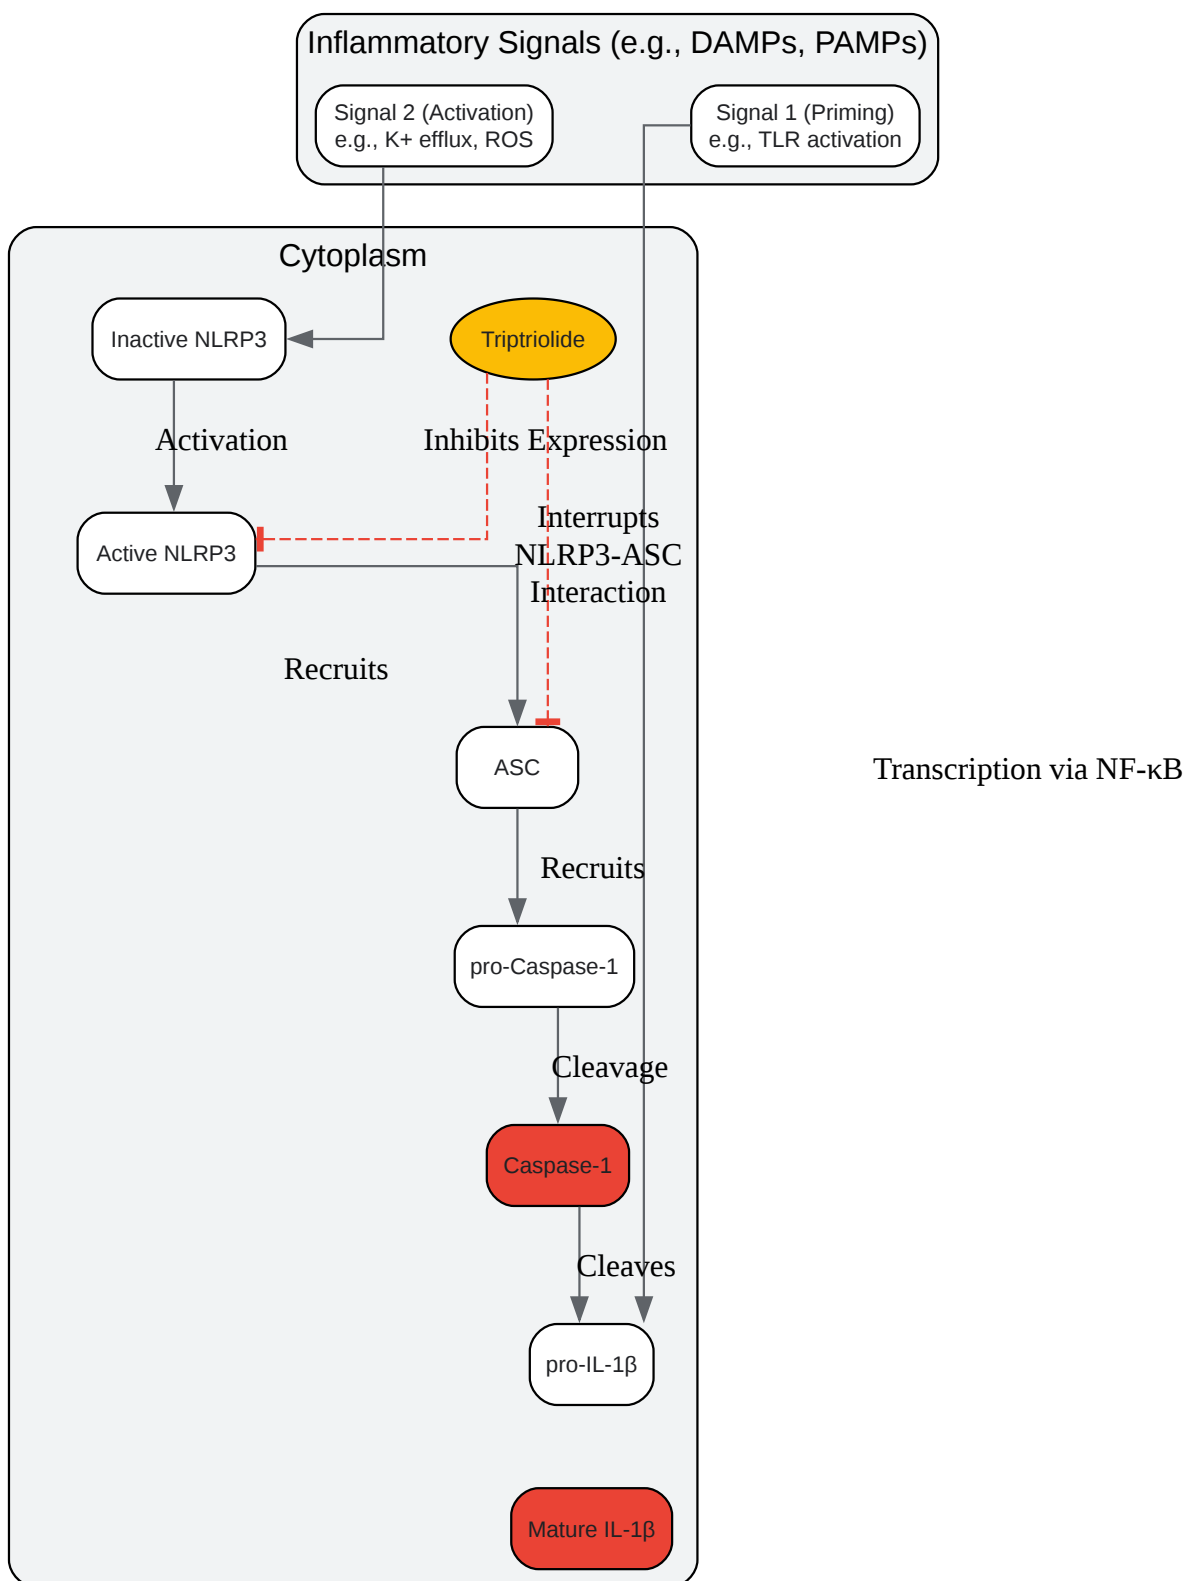 Inflammatory Signals (e.g., DAMPs, PAMPs)
Signal 2 (Activation)
e.g., K+ efflux, ROS
Signal 1 (Priming)
e.g., TLR activation
Cytoplasm
Inactive NLRP3
Triptriolide
Activation
Inhibits Expression
Active NLRP3
Interrupts
NLRP3-ASC
Interaction
Recruits
ASC
Transcription via NF-κB
Recruits
pro-Caspase-1
Cleavage
Caspase-1
Cleaves
pro-IL-1β
Mature IL-1β